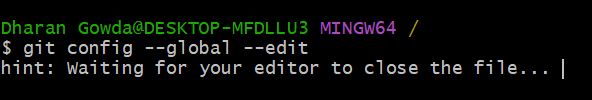 Dharan Gowda@DESKTOP-MFDLLU3 MINGW64 /
$ git config --global --edit
hint: Waiting for your editor to close the file...